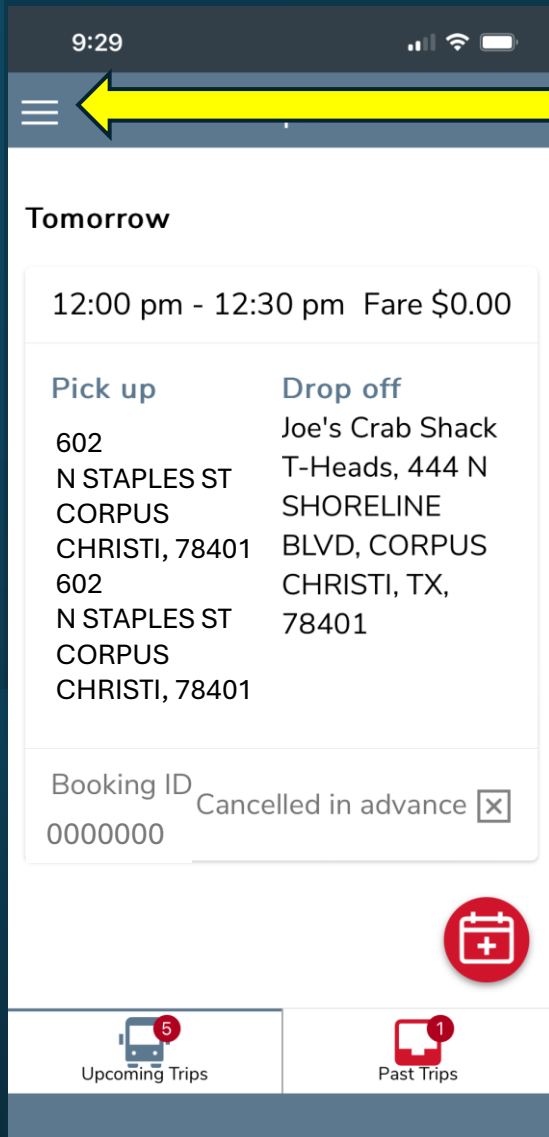 9:29
Tomorrow
12:00 pm - 12:30 pm Fare $0.00
Pick up
602
N STAPLES ST
CORPUS
CHRISTI, 78401
602
N STAPLES ST
CORPUS
CHRISTI, 78401
Drop off
Joe's Crab Shack
T-Heads, 444 N
SHORELINE
BLVD, CORPUS
CHRISTI, TX,
78401
Booking ID
0000000
Cancelled in advance
5
Upcoming Trips
1
Past Trips